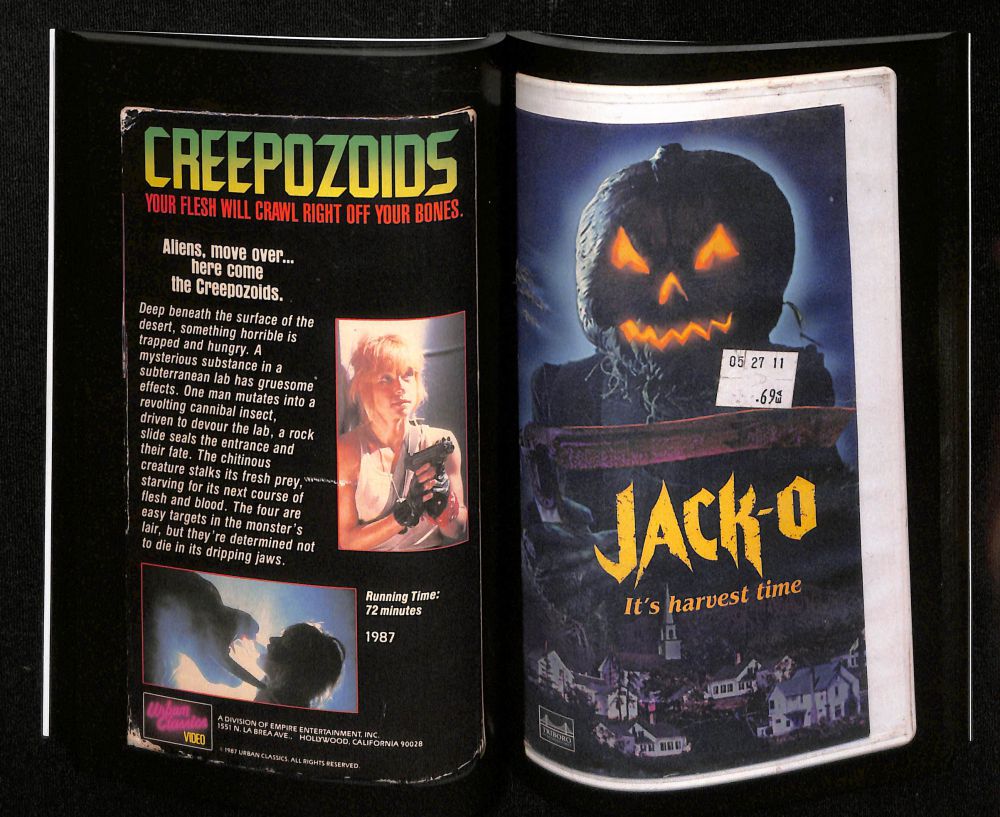 CREEPOZOIDS
YOUR FLESH WILL CRAWL RIGHT OFF YOUR BONES.
Aliens, move over...
here come
the Creepozoids.
Deep beneath the surface of the
desert, something horrible is
trapped and hungry. A
mysterious substance in a
subterranean lab has gruesome
effects. One man mutates into a
revolting cannibal insect,
driven to devour the lab, a rock
slide seals the entrance and
their fate. The chitinous
creature stalks its fresh prey,
starving for its next course of
flesh and blood. The four are
easy targets in the monster's
lair, but they're determined not
to die in its dripping jaws.
Running Time:
72 minutes
1987
Urban
Classics
VIDEO
A DIVISION OF EMPIRE ENTERTAINMENT, INC.
1551 N. LA BREA AVE., HOLLYWOOD, CALIFORNIA 90028
© 1987 URBAN CLASSICS. ALL RIGHTS RESERVED.
05 27 11
.69
JACK-O
It's harvest time
TRIBORO